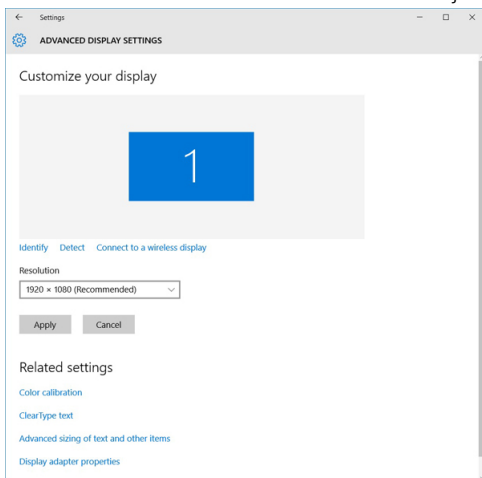 Settings
ADVANCED DISPLAY SETTINGS
Customize your display
1
Identify Detect Connect to a wireless display
Resolution
1920 × 1080 (Recommended)
Apply Cancel
Related settings
Color calibration
ClearType text
Advanced sizing of text and other items
Display adapter properties